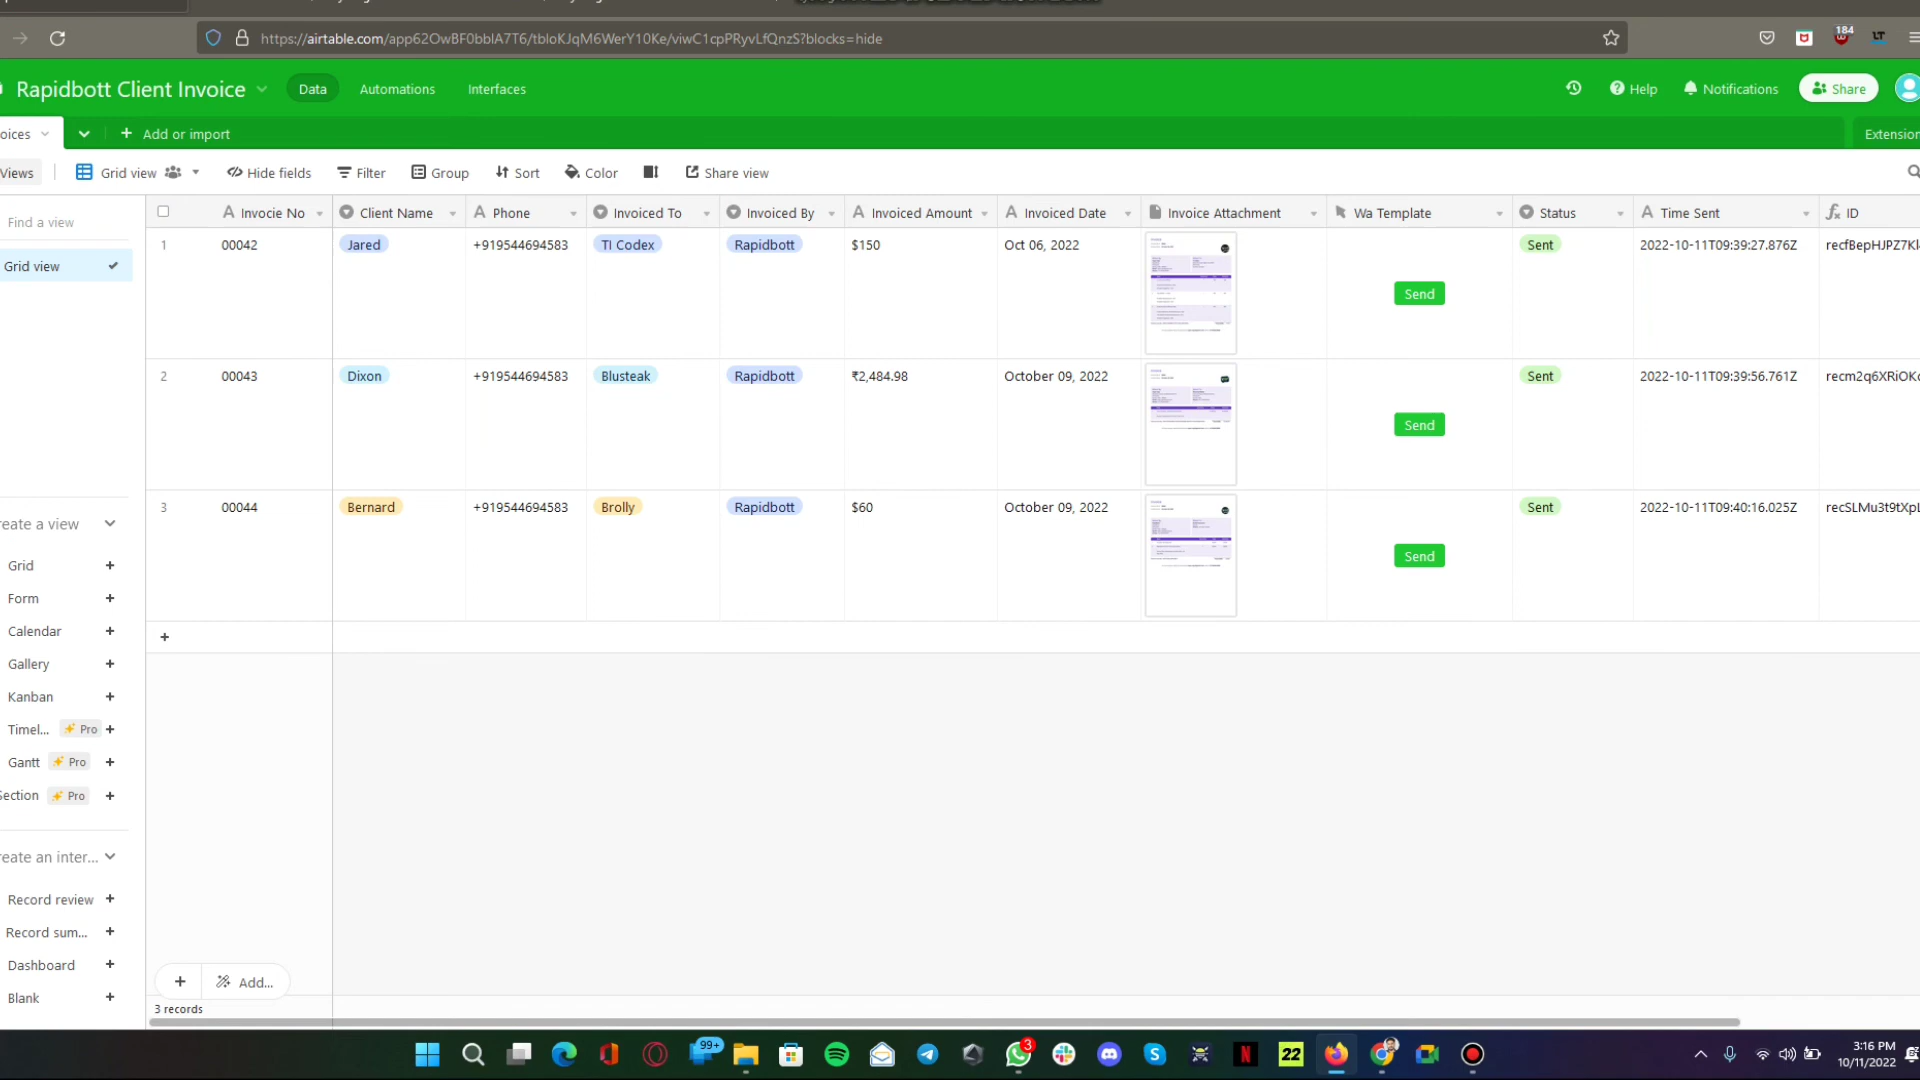 https://airtable.com/app62OwBF0bblA7T6/tbloKJqM6WerY10Ke/viwC1cpPRyvLfQnzS?blocks=hide
184
Rapidbott Client Invoice
Data
Automations
Interfaces
Help
Notifications
Share
oices
Add or import
Extension
Views
Grid view
Hide fields
Filter
Group
Sort
Color
Share view
Find a view
Grid view
Invocie No
Client Name
Phone
Invoiced To
Invoiced By
Invoiced Amount
Invoiced Date
Invoice Attachment
Wa Template
Status
Time Sent
ID
1 00042 Jared +919544694583 TI Codex Rapidbott $150 Oct 06, 2022 Send Sent 2022-10-11T09:39:27.876Z recfBepHJPZ7Kl
2 00043 Dixon +919544694583 Blusteak Rapidbott ₹2,484.98 October 09, 2022 Send Sent 2022-10-11T09:39:56.761Z recm2q6XRiOK
3 00044 Bernard +919544694583 Brolly Rapidbott $60 October 09, 2022 Send Sent 2022-10-11T09:40:16.025Z recSLMu3t9tXpL
reate a view
Grid
Form
Calendar
Gallery
Kanban
Timel... Pro
Gantt Pro
Section Pro
reate an inter...
Record review
Record sum...
Dashboard
Blank
Add...
3 records
99+
3
22
3:16 PM
10/11/2022